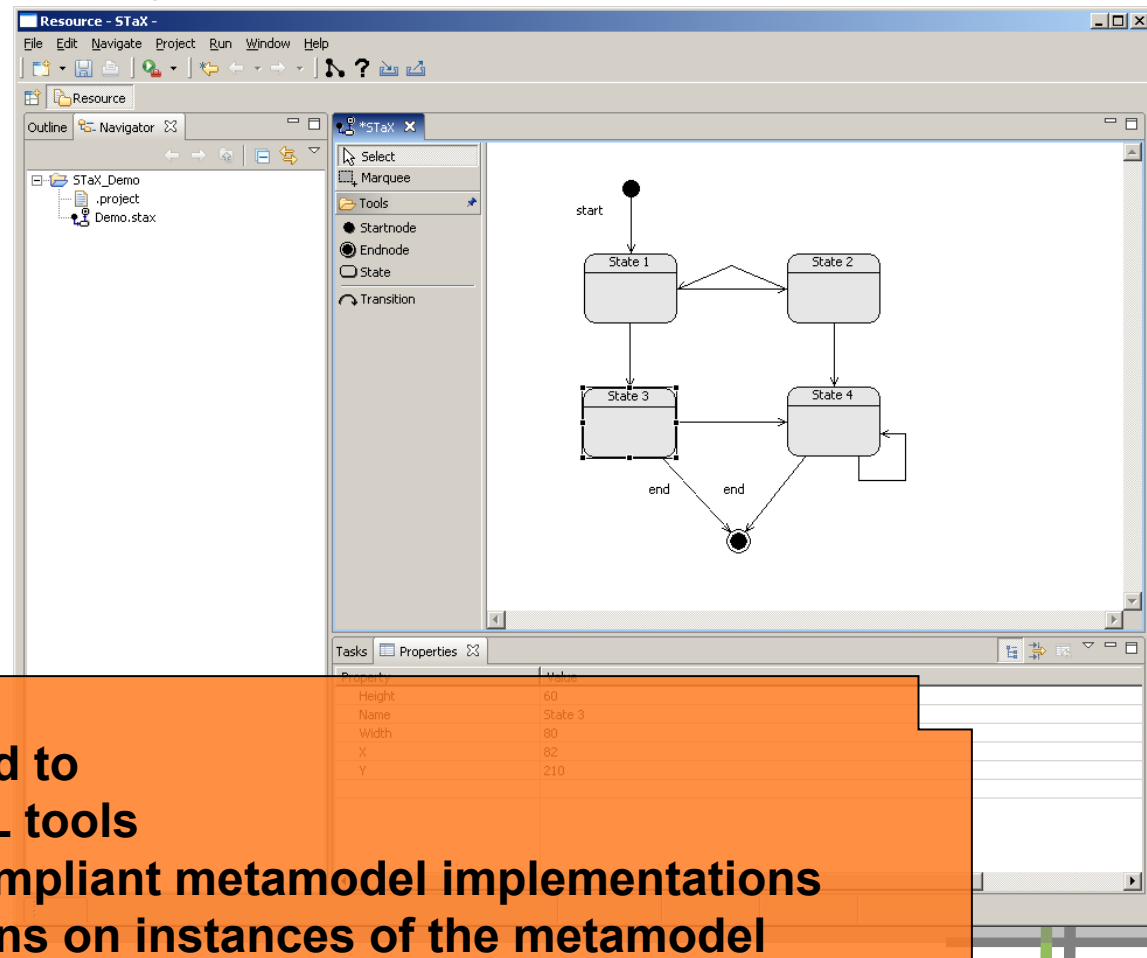 Resource - STaX -
File Edit Navigate Project Run Window Help
Resource
Outline Navigator
*STaX
STaX_Demo
.project
Demo.stax
Select
Marquee
Tools
Startnode
Endnode
State
Transition
start
State 1
State 2
State 3
State 4
end
end
Tasks Properties
Property Value
Height 60
Name State 3
Width 80
X 82
Y 210
to
tools
metamodel implementations
on instances of the metamodel